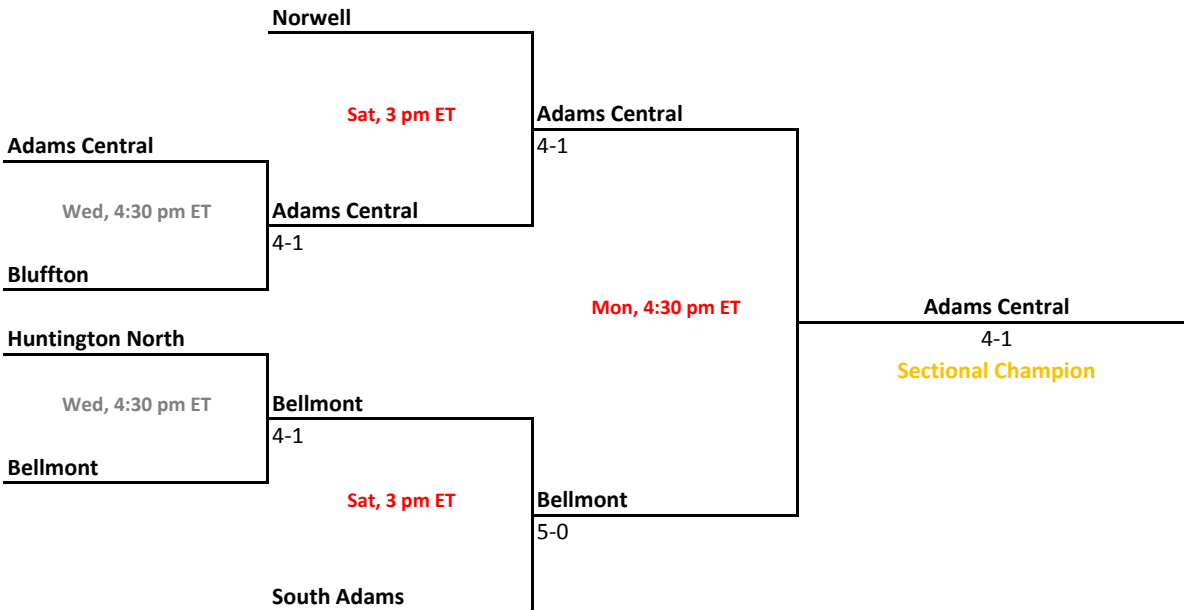 Norwell
Sat, 3 pm ET
Adams Central
4-1
Adams Central
Wed, 4:30 pm ET
Adams Central
4-1
Bluffton
Mon, 4:30 pm ET
Adams Central
4-1
Sectional Champion
Huntington North
Wed, 4:30 pm ET
Bellmont
4-1
Bellmont
Sat, 3 pm ET
Bellmont
5-0
South Adams